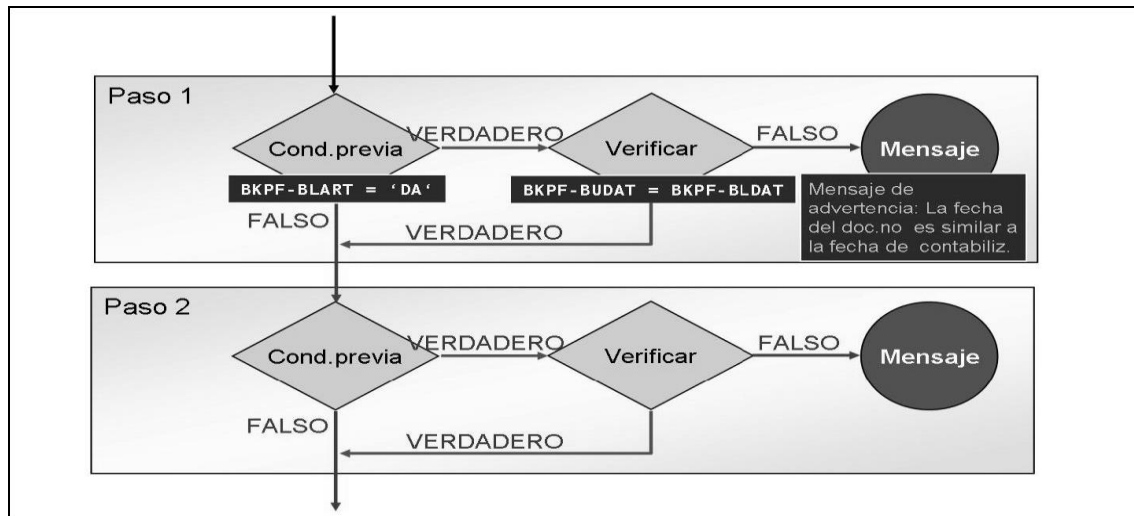 Paso 1
Cond.previa
VERDADERO
Verificar
FALSO
Mensaje
BKPF-BLART = 'DA'
BKPF-BUDAT = BKPF-BLDAT
Mensaje de
advertencia: La fecha
del doc.no es similar a
la fecha de contabiliz.
FALSO
VERDADERO
Paso 2
Cond.previa
VERDADERO
Verificar
FALSO
Mensaje
FALSO
VERDADERO